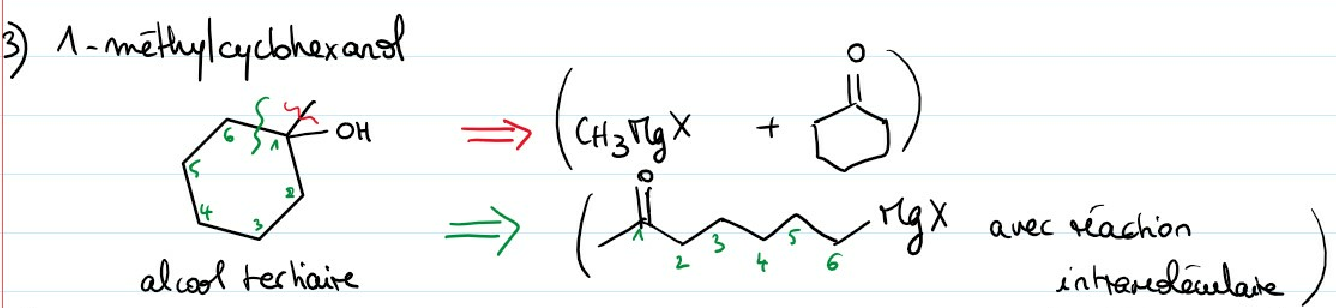 3) 1-méthylcyclohexanol
O
6 1 OH ⇒ (CH3MgX + )
5 2
4 3
O
⇒ ( 1 2 3 4 5 6 MgX avec réaction
alcool tertiaire intramoléculaire )